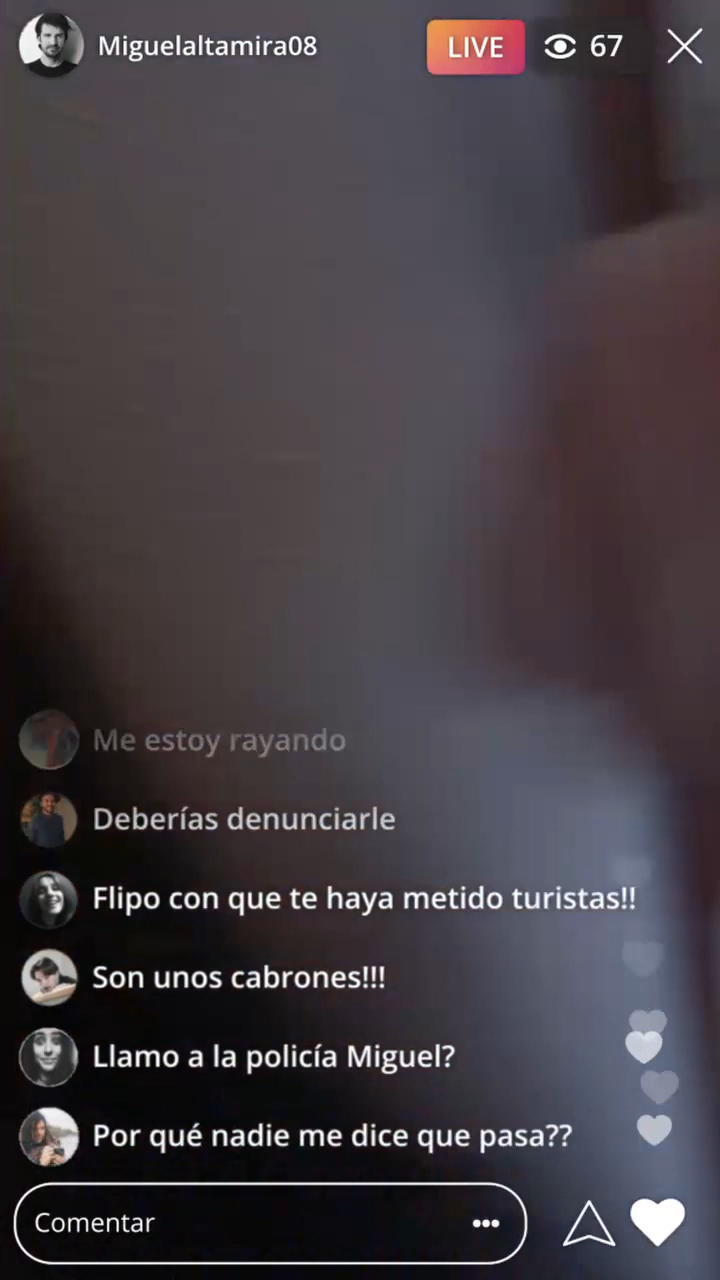 Miguelaltamira08
LIVE
67
Me estoy rayando
Deberías denunciarle
Flipo con que te haya metido turistas!!
Son unos cabrones!!!
Llamo a la policía Miguel?
Por qué nadie me dice que pasa??
Comentar